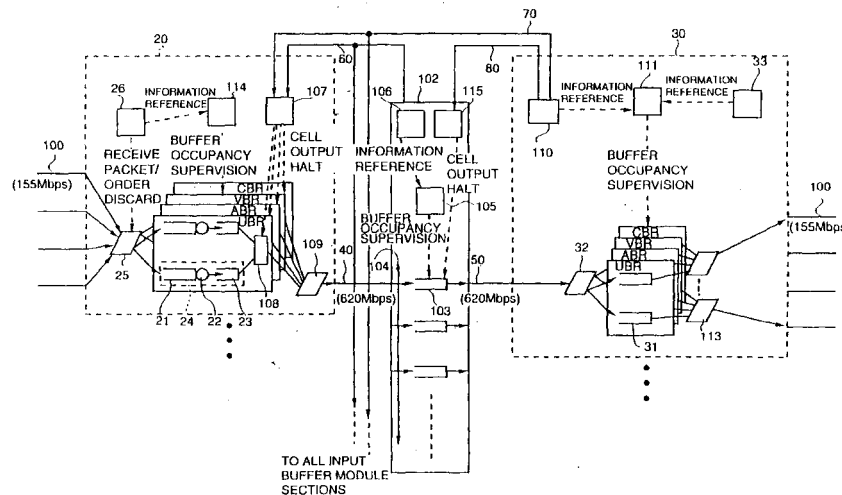 70
20
60
80
30
26
INFORMATION
REFERENCE
114
107
102
106
115
110
INFORMATION
REFERENCE
111
INFORMATION
REFERENCE
33
100
(155Mbps)
RECEIVE
PACKET/
ORDER
DISCARD
BUFFER
OCCUPANCY
SUPERVISION
CELL
OUTPUT
HALT
INFORMATION
REFERENCE
CELL
OUTPUT
HALT
105
BUFFER
OCCUPANCY
SUPERVISION
BUFFER
OCCUPANCY
SUPERVISION
CBR
VBR
ABR
UBR
104
109
40
(620Mbps)
103
50
(620Mbps)
32
CBR
VBR
ABR
UBR
100
(155Mbps)
25
108
21
22
23
24
31
113
TO ALL INPUT
BUFFER MODULE
SECTIONS